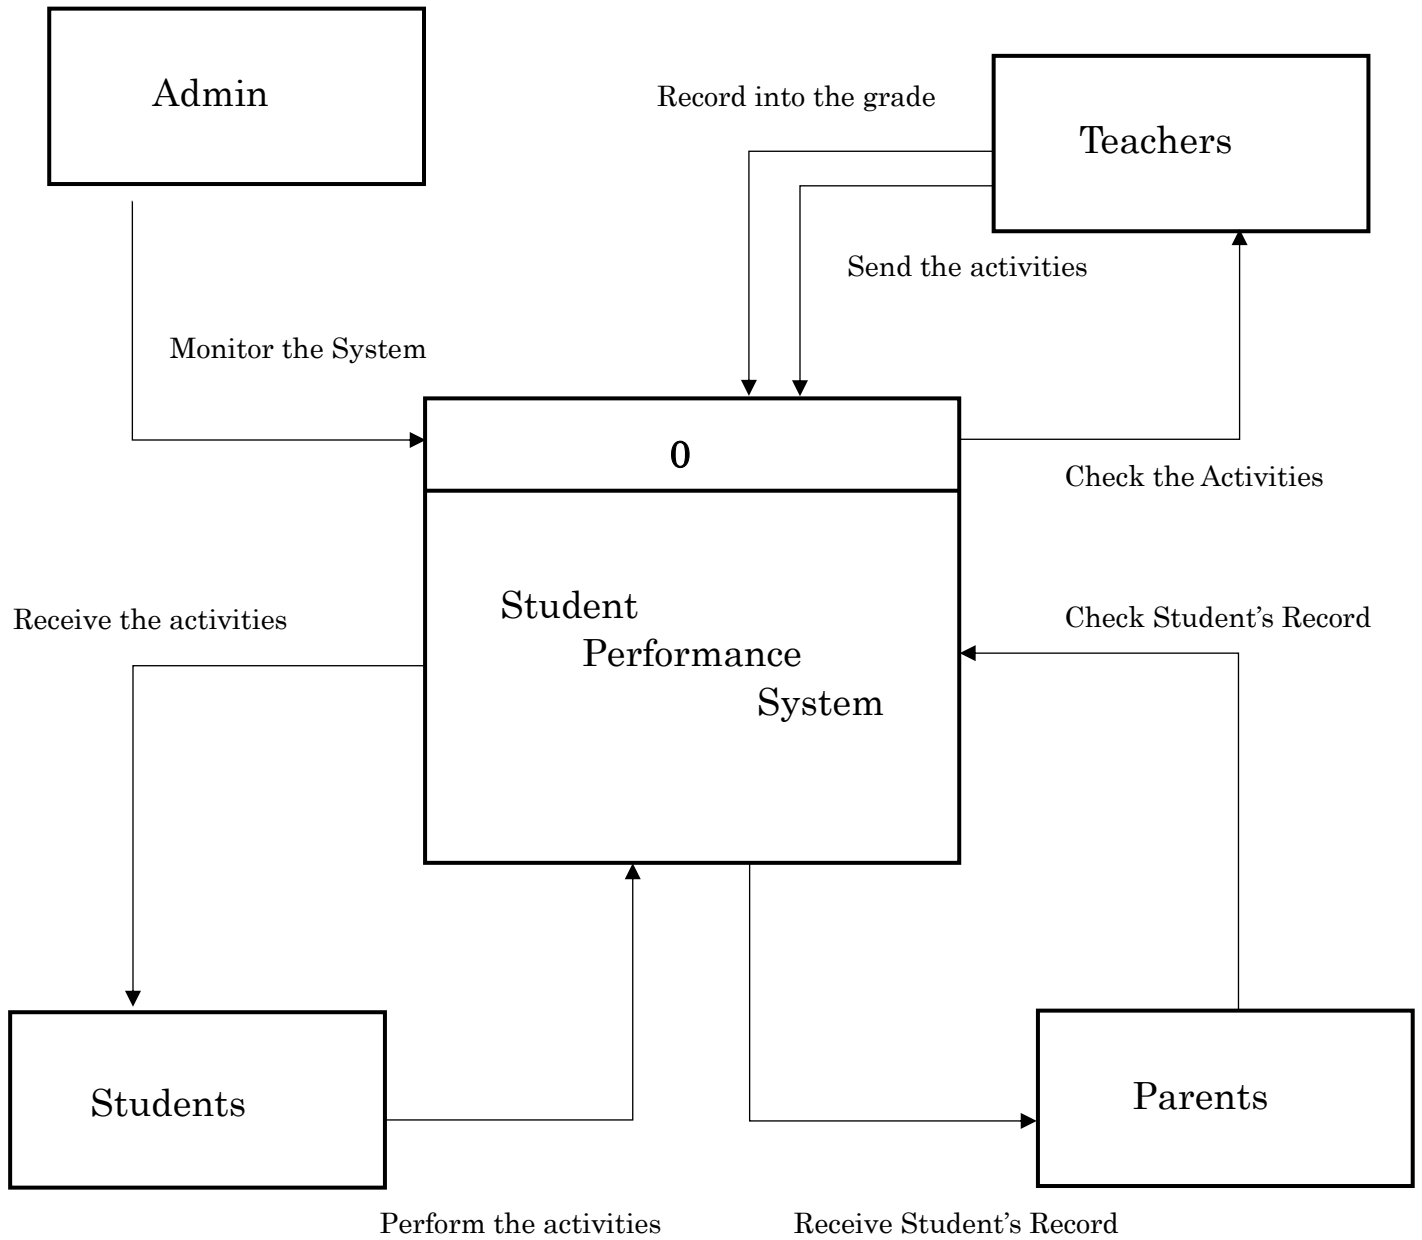 Admin
Record into the grade
Teachers
Send the activities
Monitor the System
0
Check the Activities
Student
Performance
System
Receive the activities
Check Student's Record
Students
Parents
Perform the activities
Receive Student's Record